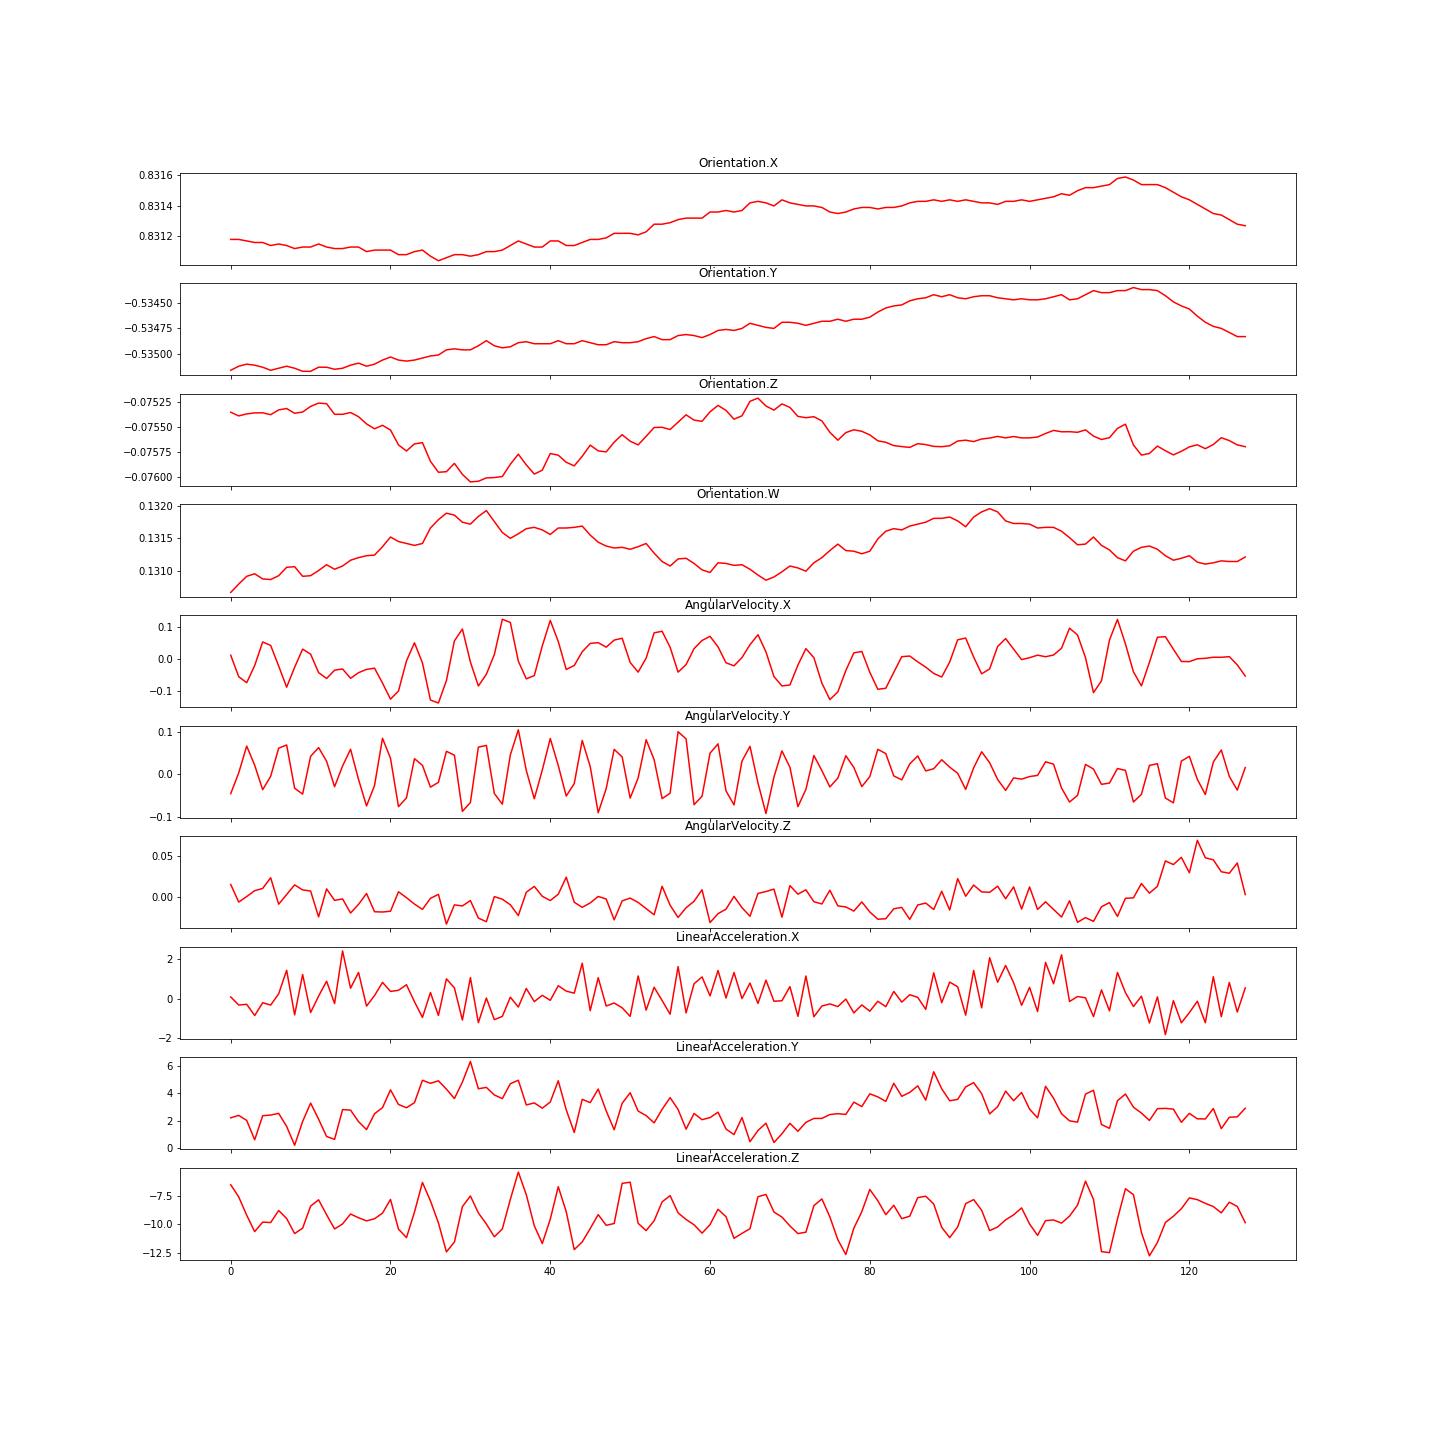 Orientation.X
0.8316
0.8314
0.8312
Orientation.Y
−0.53450
−0.53475
−0.53500
Orientation.Z
−0.07525
−0.07550
−0.07575
−0.07600
Orientation.W
0.1320
0.1315
0.1310
AngularVelocity.X
0.1
0.0
−0.1
AngularVelocity.Y
0.1
0.0
−0.1
AngularVelocity.Z
0.05
0.00
LinearAcceleration.X
2
0
−2
LinearAcceleration.Y
6
4
2
0
LinearAcceleration.Z
−7.5
−10.0
−12.5
0 20 40 60 80 100 120